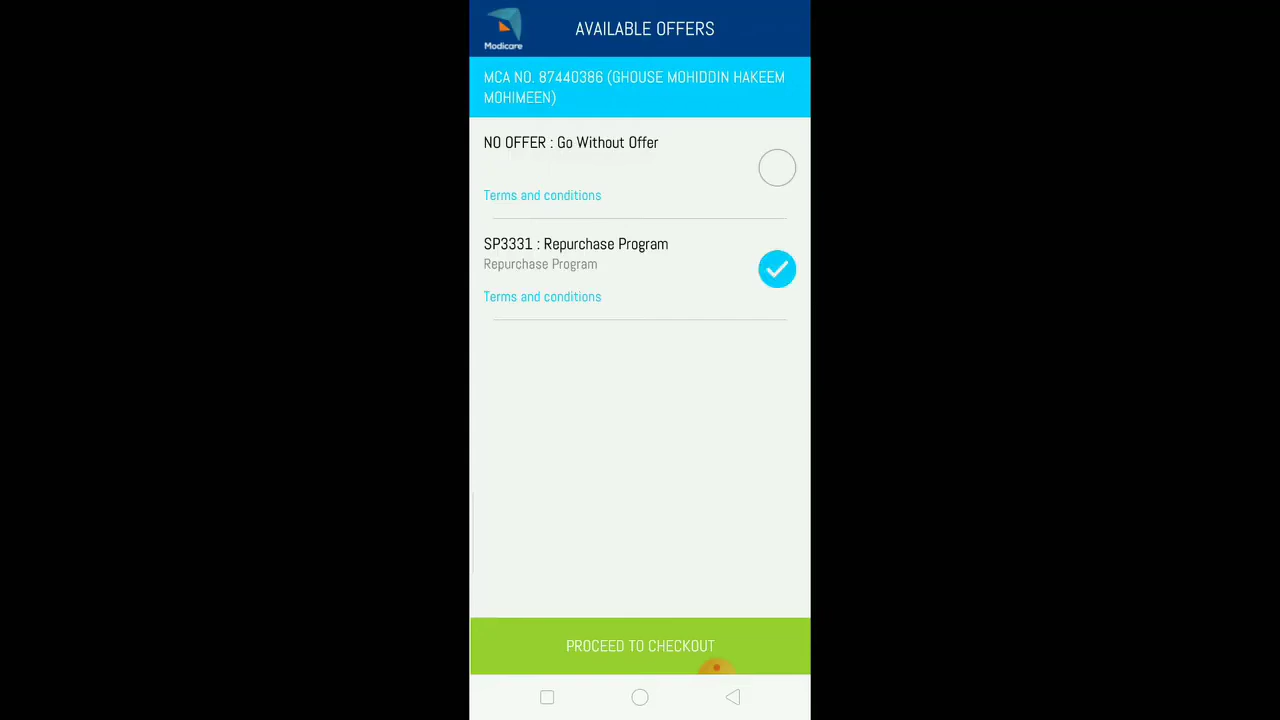 Modicare
AVAILABLE OFFERS
MCA NO. 87440386 (GHOUSE MOHIDDIN HAKEEM
MOHIMEEN)
NO OFFER : Go Without Offer
Terms and conditions
SP3331 : Repurchase Program
Repurchase Program
Terms and conditions
PROCEED TO CHECKOUT